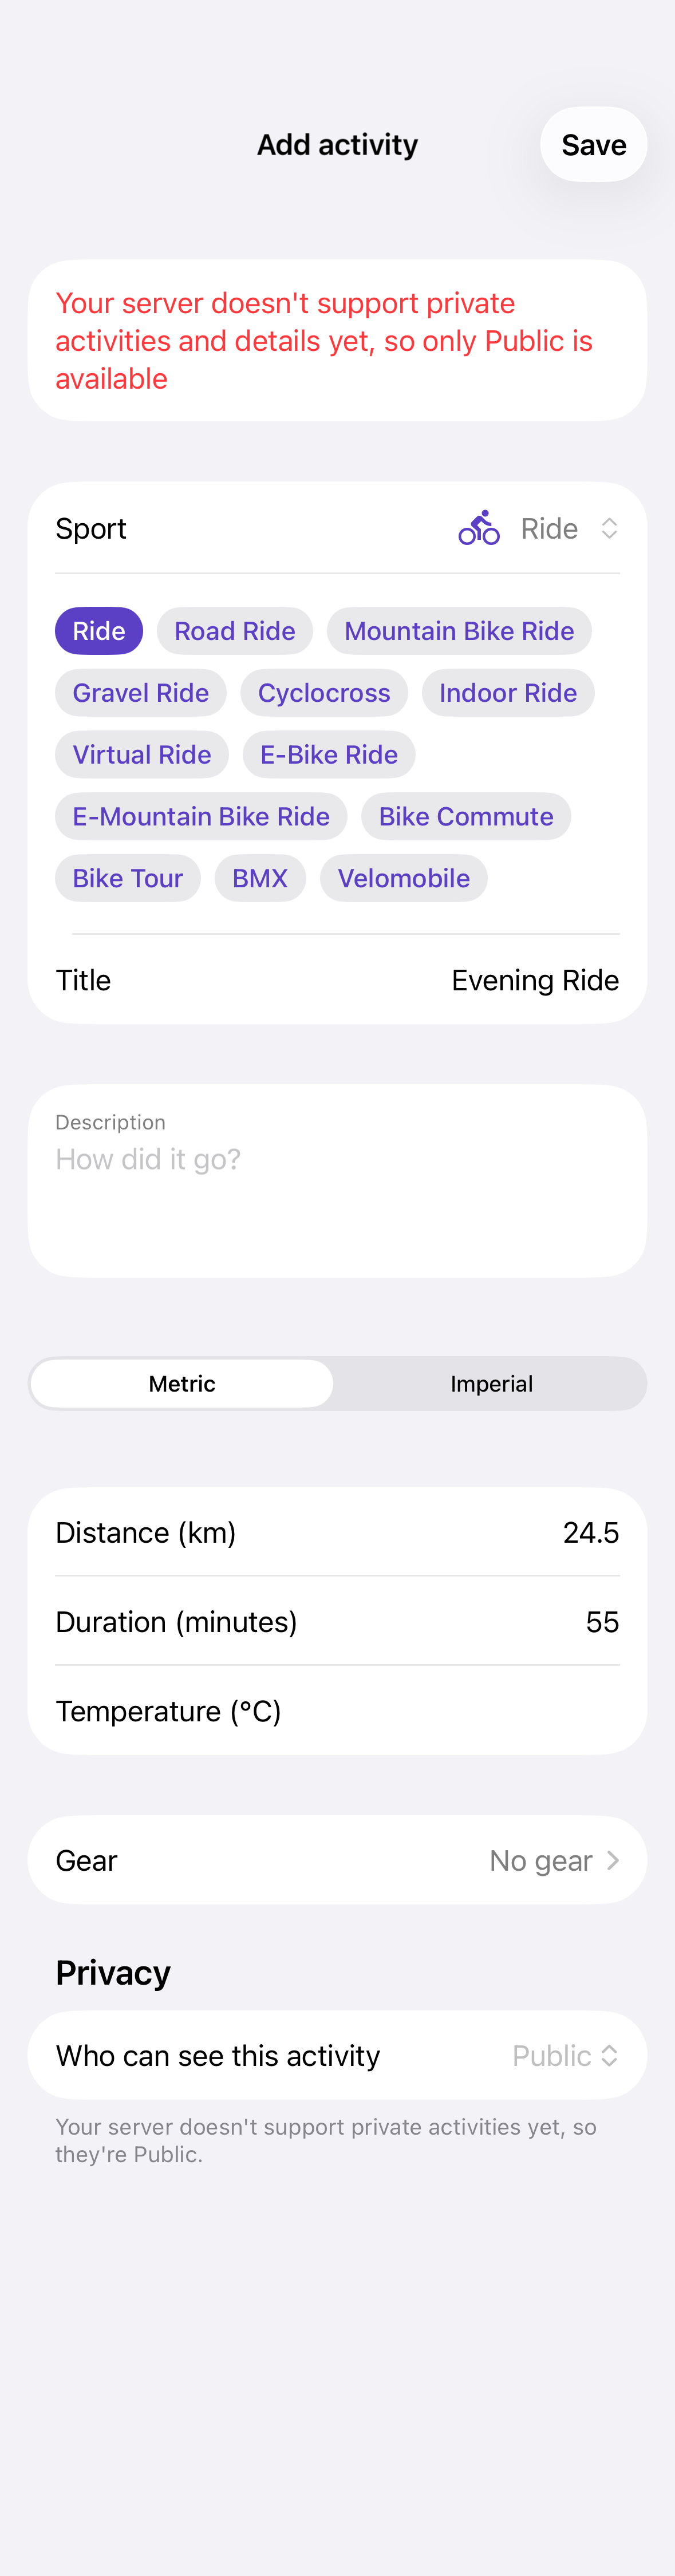 Add activity
Save
Your server doesn't support private
activities and details yet, so only Public is
available
Sport Ride
Ride Road Ride Mountain Bike Ride
Gravel Ride Cyclocross Indoor Ride
Virtual Ride E-Bike Ride
E-Mountain Bike Ride Bike Commute
Bike Tour BMX Velomobile
Title Evening Ride
Description
How did it go?
Metric Imperial
Distance (km) 24.5
Duration (minutes) 55
Temperature (°C)
Gear No gear
Privacy
Who can see this activity Public
Your server doesn't support private activities yet, so
they're Public.